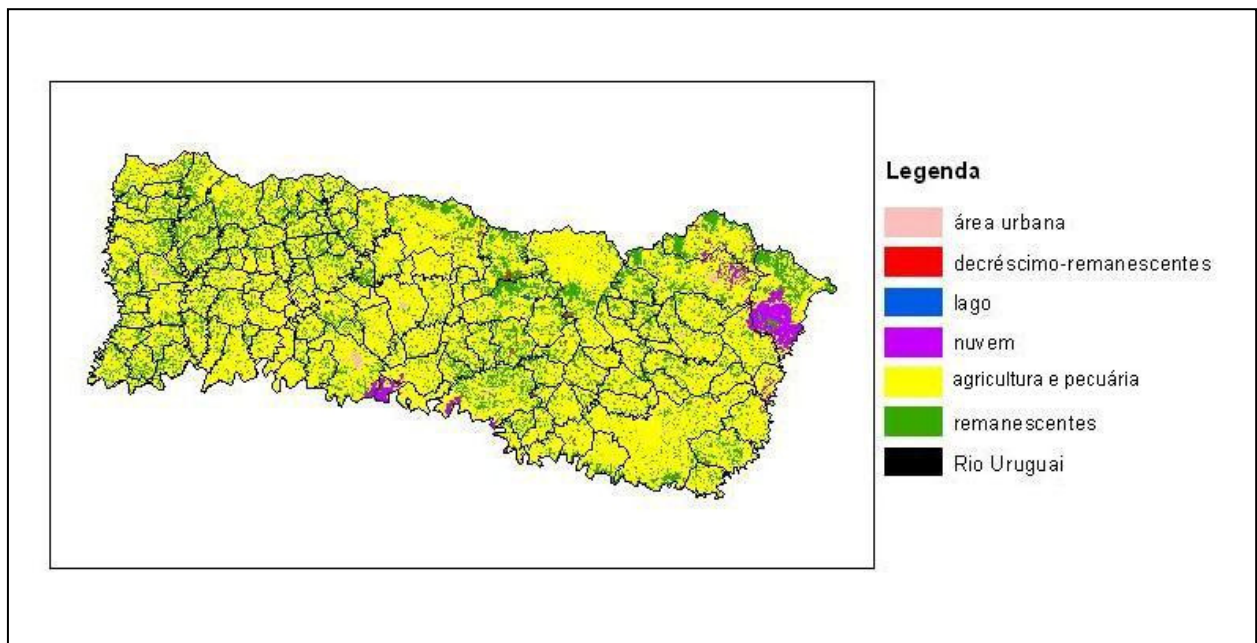 Legenda
área urbana
decréscimo-remanescentes
lago
nuvem
agricultura e pecuária
remanescentes
Rio Uruguai